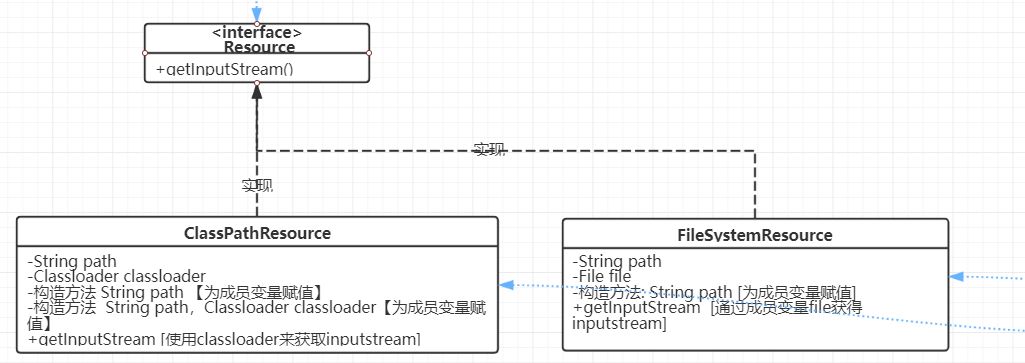 <interface>
Resource
+getInputStream()
实现,
实现,
ClassPathResource
-String path
-Classloader classloader
-构造方法 String path 【为成员变量赋值】
-构造方法 String path, Classloader classloader【为成员变量赋
值】
+getInputStream [使用classloader来获取inputstream]
FileSystemResource
-String path
-File file
-构造方法: String path [为成员变量赋值]
+getInputStream [通过成员变量file获得
inputstream]